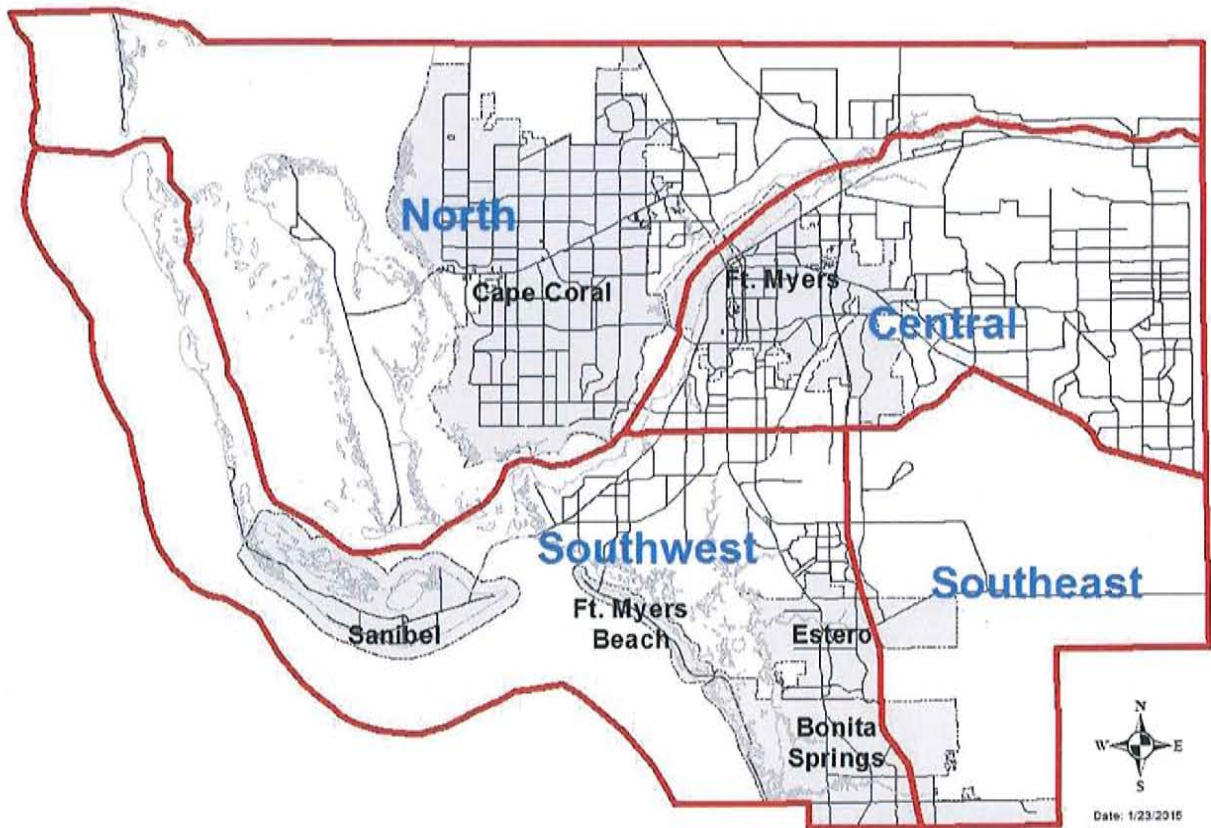 North
Cape Coral
Ft. Myers
Central
Southwest
Southeast
Sanibel
Ft. Myers
Beach
Estero
Bonita
Springs
N
W
E
S
Date: 1/23/2015